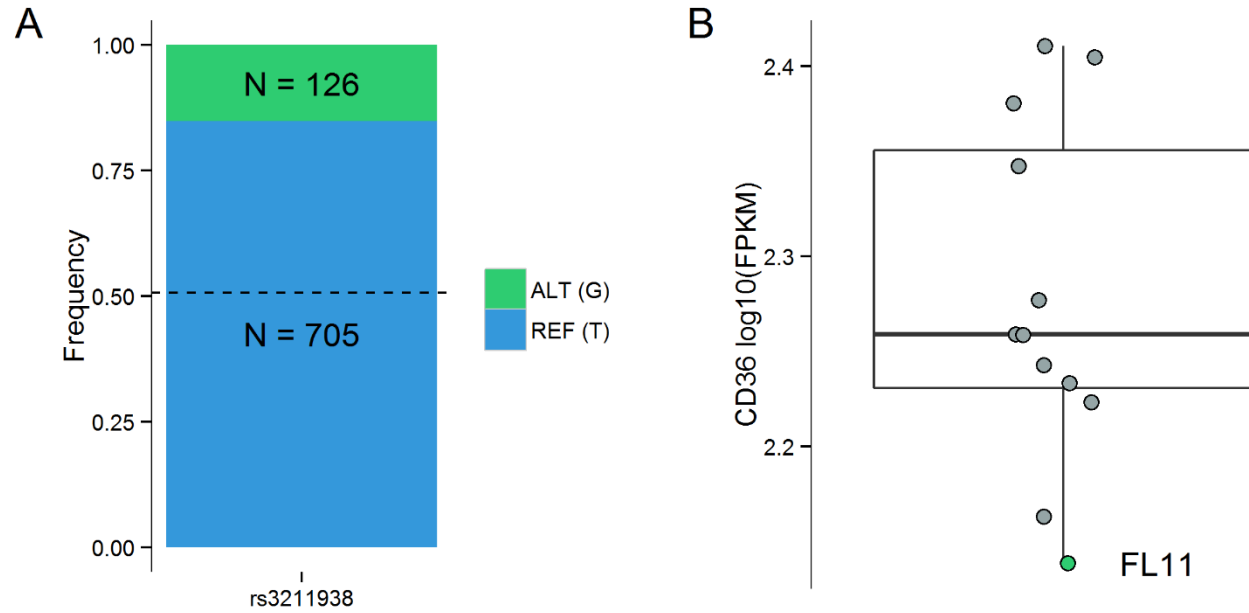 A
1.00
0.75
0.50
0.25
0.00
Frequency
N = 126
N = 705
rs3211938
ALT (G)
REF (T)
B
2.4
2.3
2.2
CD36 log10(FPKM)
FL11